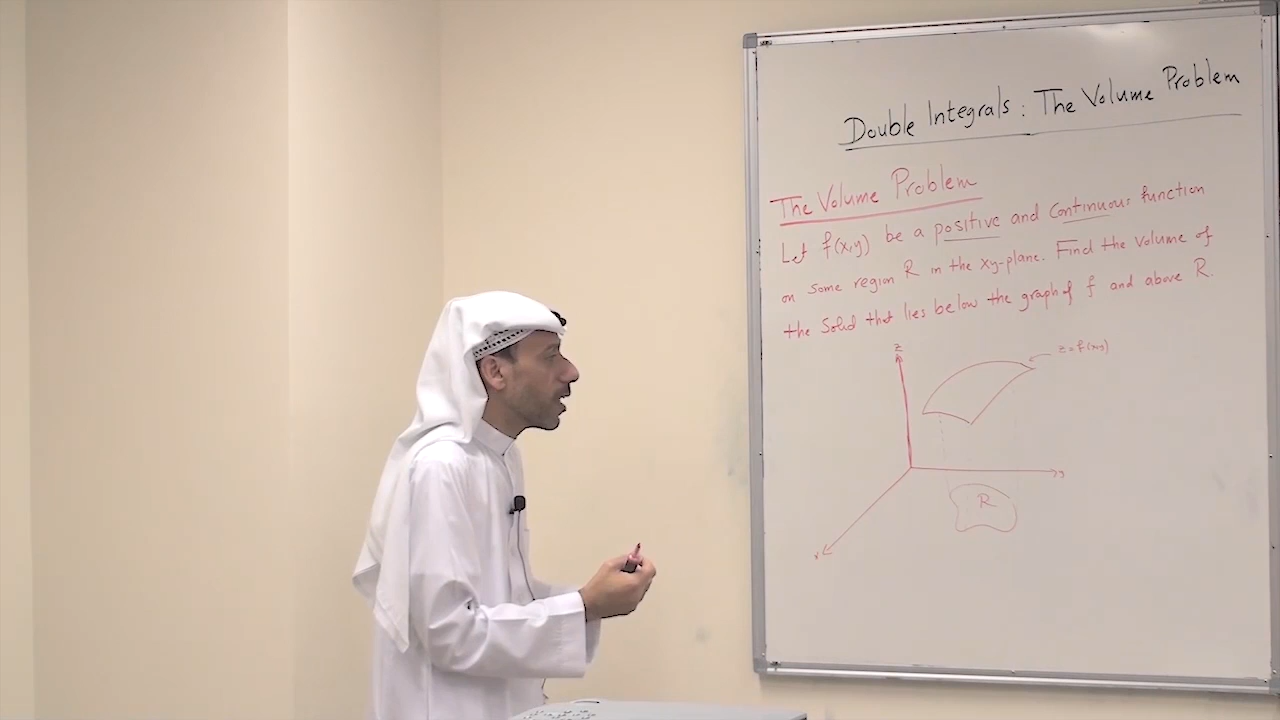 Double Integrals: The Volume Problem
The Volume Problem
Let f(x,y) be a positive and continuous function
on some region R in the xy-plane. Find the volume of
the solid that lies below the graph of f and above R.
z
z=f(x,y)
y
R
x